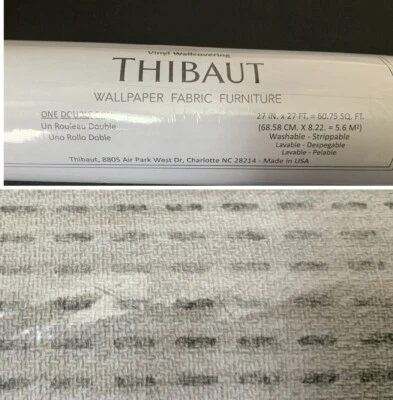 Vinyl Wallcovering
THIBAUT
WALLPAPER FABRIC FURNITURE
ONE DOUBLE
Un Rouleau Double
Uno Rollo Doble
27 IN. x 27 FT. = 60.75 SQ. FT.
(68.58 CM. X 8.22. = 5.6 M²)
Washable - Strippable
Lavable - Despegable
Lavable - Pelable
Thibaut, 8805 Air Park West Dr, Charlotte NC 28214 - Made in USA